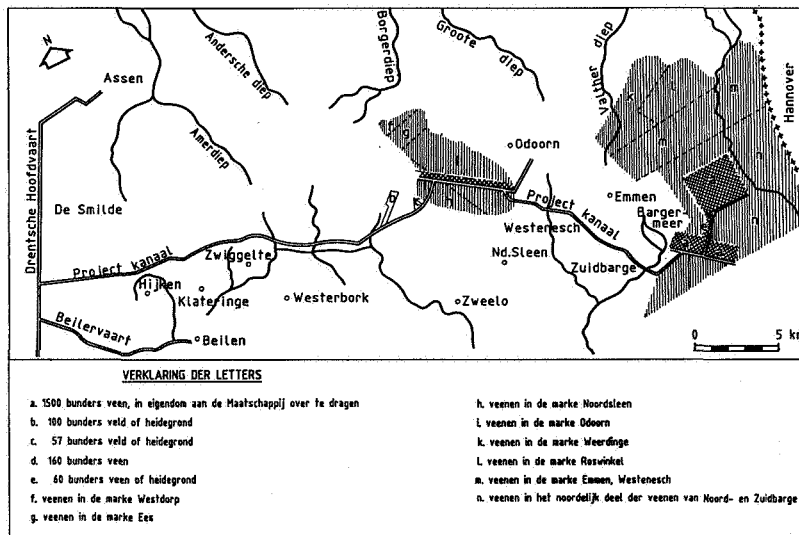 N
Assen
Andersche diep
Borgerdiep
Groote diep
Valther diep
Hannover
Amerdiep
Drentsche Hoofdvaart
De Smilde
Odoorn
Project kanaal
Emmen
Barger-
meer
Westenesch
Nd.Sleen
Zuidbarge
Project kanaal
Zwiggelte
Hijken
Klateringe
Westerbork
Zweelo
Beilervaart
Beilen
0 5 km
k
m
n
n
n
f
g
i
h
b
VERKLARING DER LETTERS
a. 1500 bunders veen, in eigendom aan de Maatschappij over te dragen
b. 100 bunders veld of heidegrond
c. 57 bunders veld of heidegrond
d. 160 bunders veen
e. 60 bunders veen of heidegrond
f. veenen in de marke Westdorp
g. veenen in de marke Ees
h. veenen in de marke Noordsleen
i. veenen in de marke Odoorn
k. veenen in de marke Weerdinge
l. veenen in de marke Roswinkel
m. veenen in de marke Emmen, Westenesch
n. veenen in het noordelijk deel der veenen van Noord- en Zuidbarge